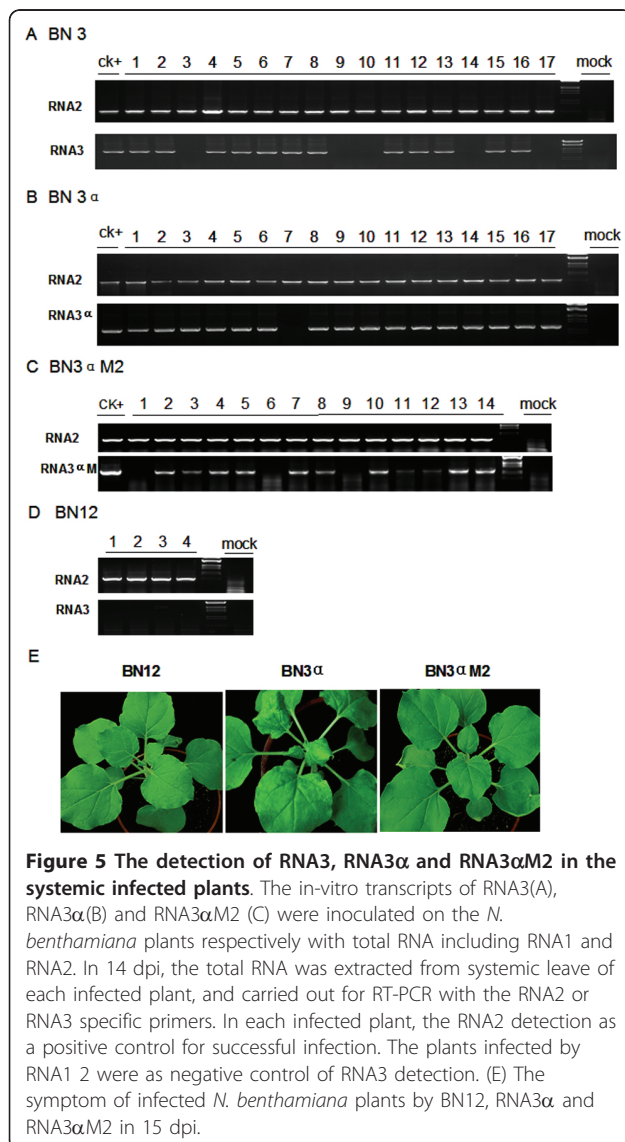 A BN 3
ck+ 1 2 3 4 5 6 7 8 9 10 11 12 13 14 15 16 17 mock
RNA2
RNA3
B BN 3α
ck+ 1 2 3 4 5 6 7 8 9 10 11 12 13 14 15 16 17 mock
RNA2
RNA3α
C BN3αM2
CK+ 1 2 3 4 5 6 7 8 9 10 11 12 13 14 mock
RNA2
RNA3αM
D BN12
1 2 3 4 mock
RNA2
RNA3
E
BN12 BN3α BN3αM2
Figure 5 The detection of RNA3, RNA3α and RNA3αM2 in the
systemic infected plants. The in-vitro transcripts of RNA3(A),
RNA3α(B) and RNA3αM2 (C) were inoculated on the N.
benthamiana plants respectively with total RNA including RNA1 and
RNA2. In 14 dpi, the total RNA was extracted from systemic leave of
each infected plant, and carried out for RT-PCR with the RNA2 or
RNA3 specific primers. In each infected plant, the RNA2 detection as
a positive control for successful infection. The plants infected by
RNA1 2 were as negative control of RNA3 detection. (E) The
symptom of infected N. benthamiana plants by BN12, RNA3α and
RNA3αM2 in 15 dpi.